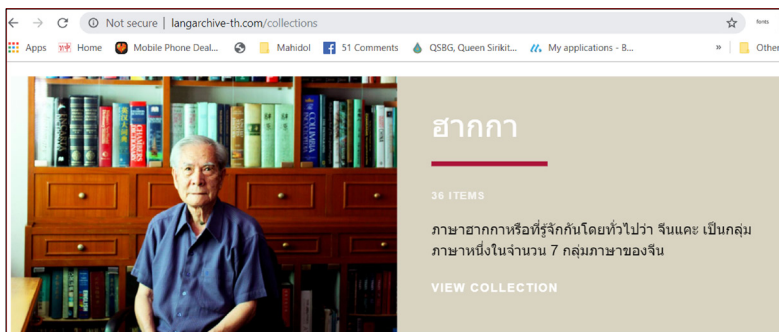 Not secure | langarchive-th.com/collections
fonts
Apps Home Mobile Phone Deal... Mahidol 51 Comments QSBG, Queen Sirikit... My applications - B... » Other
ฮากกา
36 ITEMS
ภาษาฮากกาหรือที่รู้จักกันโดยทั่วไปว่า จีนแคะ เป็นกลุ่ม
ภาษาหนึ่งในจำนวน 7 กลุ่มภาษาของจีน
VIEW COLLECTION